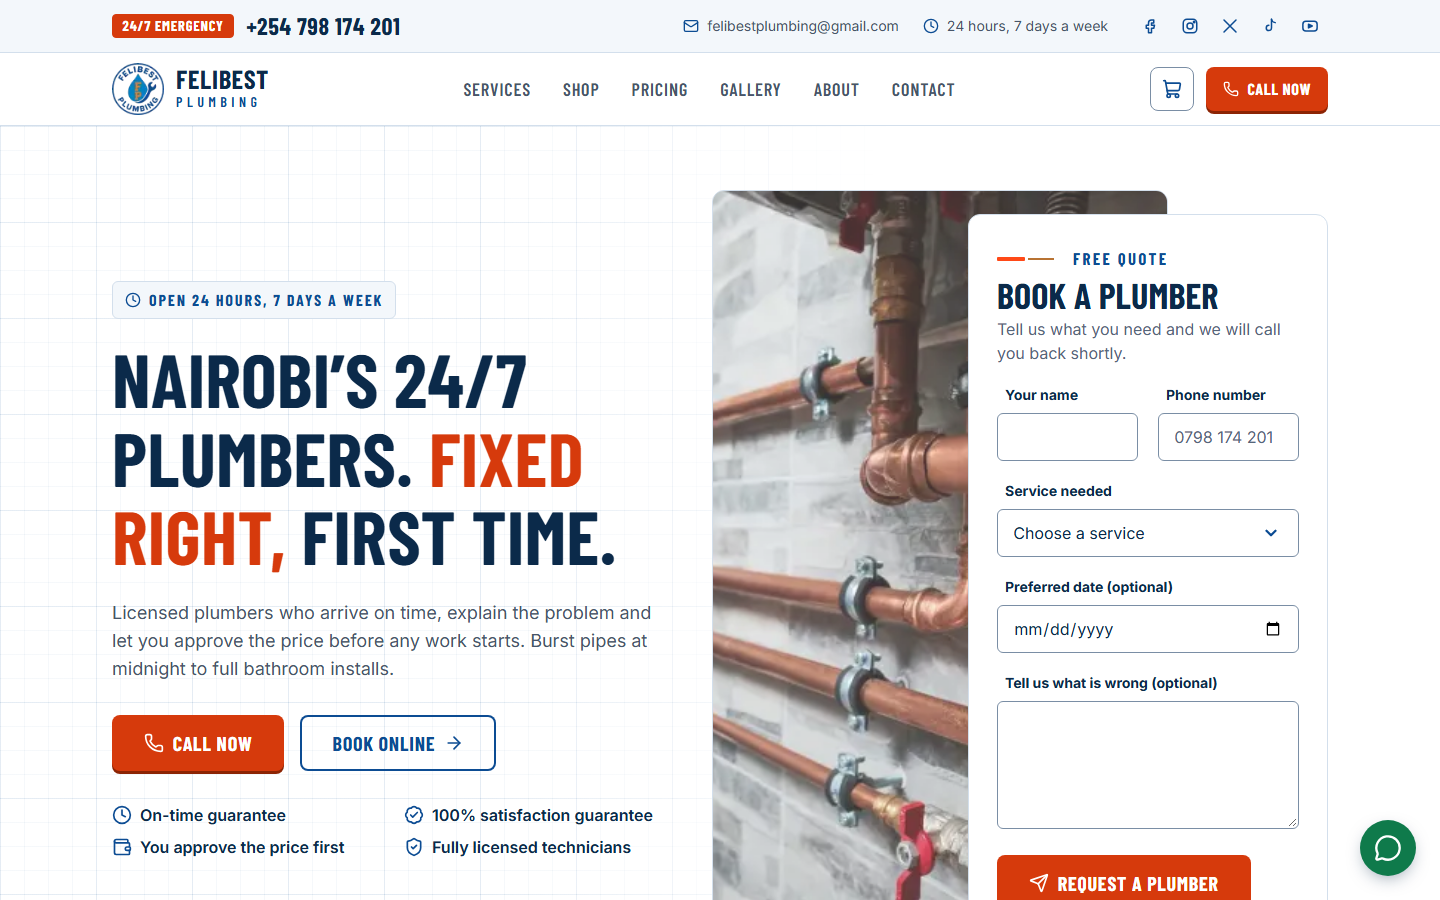 24/7 EMERGENCY +254 798 174 201
felibestplumbing@gmail.com 24 hours, 7 days a week
FELIBEST PLUMBING
FELIBEST
PLUMBING
SERVICES SHOP PRICING GALLERY ABOUT CONTACT
CALL NOW
OPEN 24 HOURS, 7 DAYS A WEEK
NAIROBI’S 24/7
PLUMBERS. FIXED
RIGHT, FIRST TIME.
Licensed plumbers who arrive on time, explain the problem and
let you approve the price before any work starts. Burst pipes at
midnight to full bathroom installs.
CALL NOW BOOK ONLINE
On-time guarantee 100% satisfaction guarantee
You approve the price first Fully licensed technicians
FREE QUOTE
BOOK A PLUMBER
Tell us what you need and we will call
you back shortly.
Your name Phone number
0798 174 201
Service needed
Choose a service
Preferred date (optional)
mm/dd/yyyy
Tell us what is wrong (optional)
REQUEST A PLUMBER